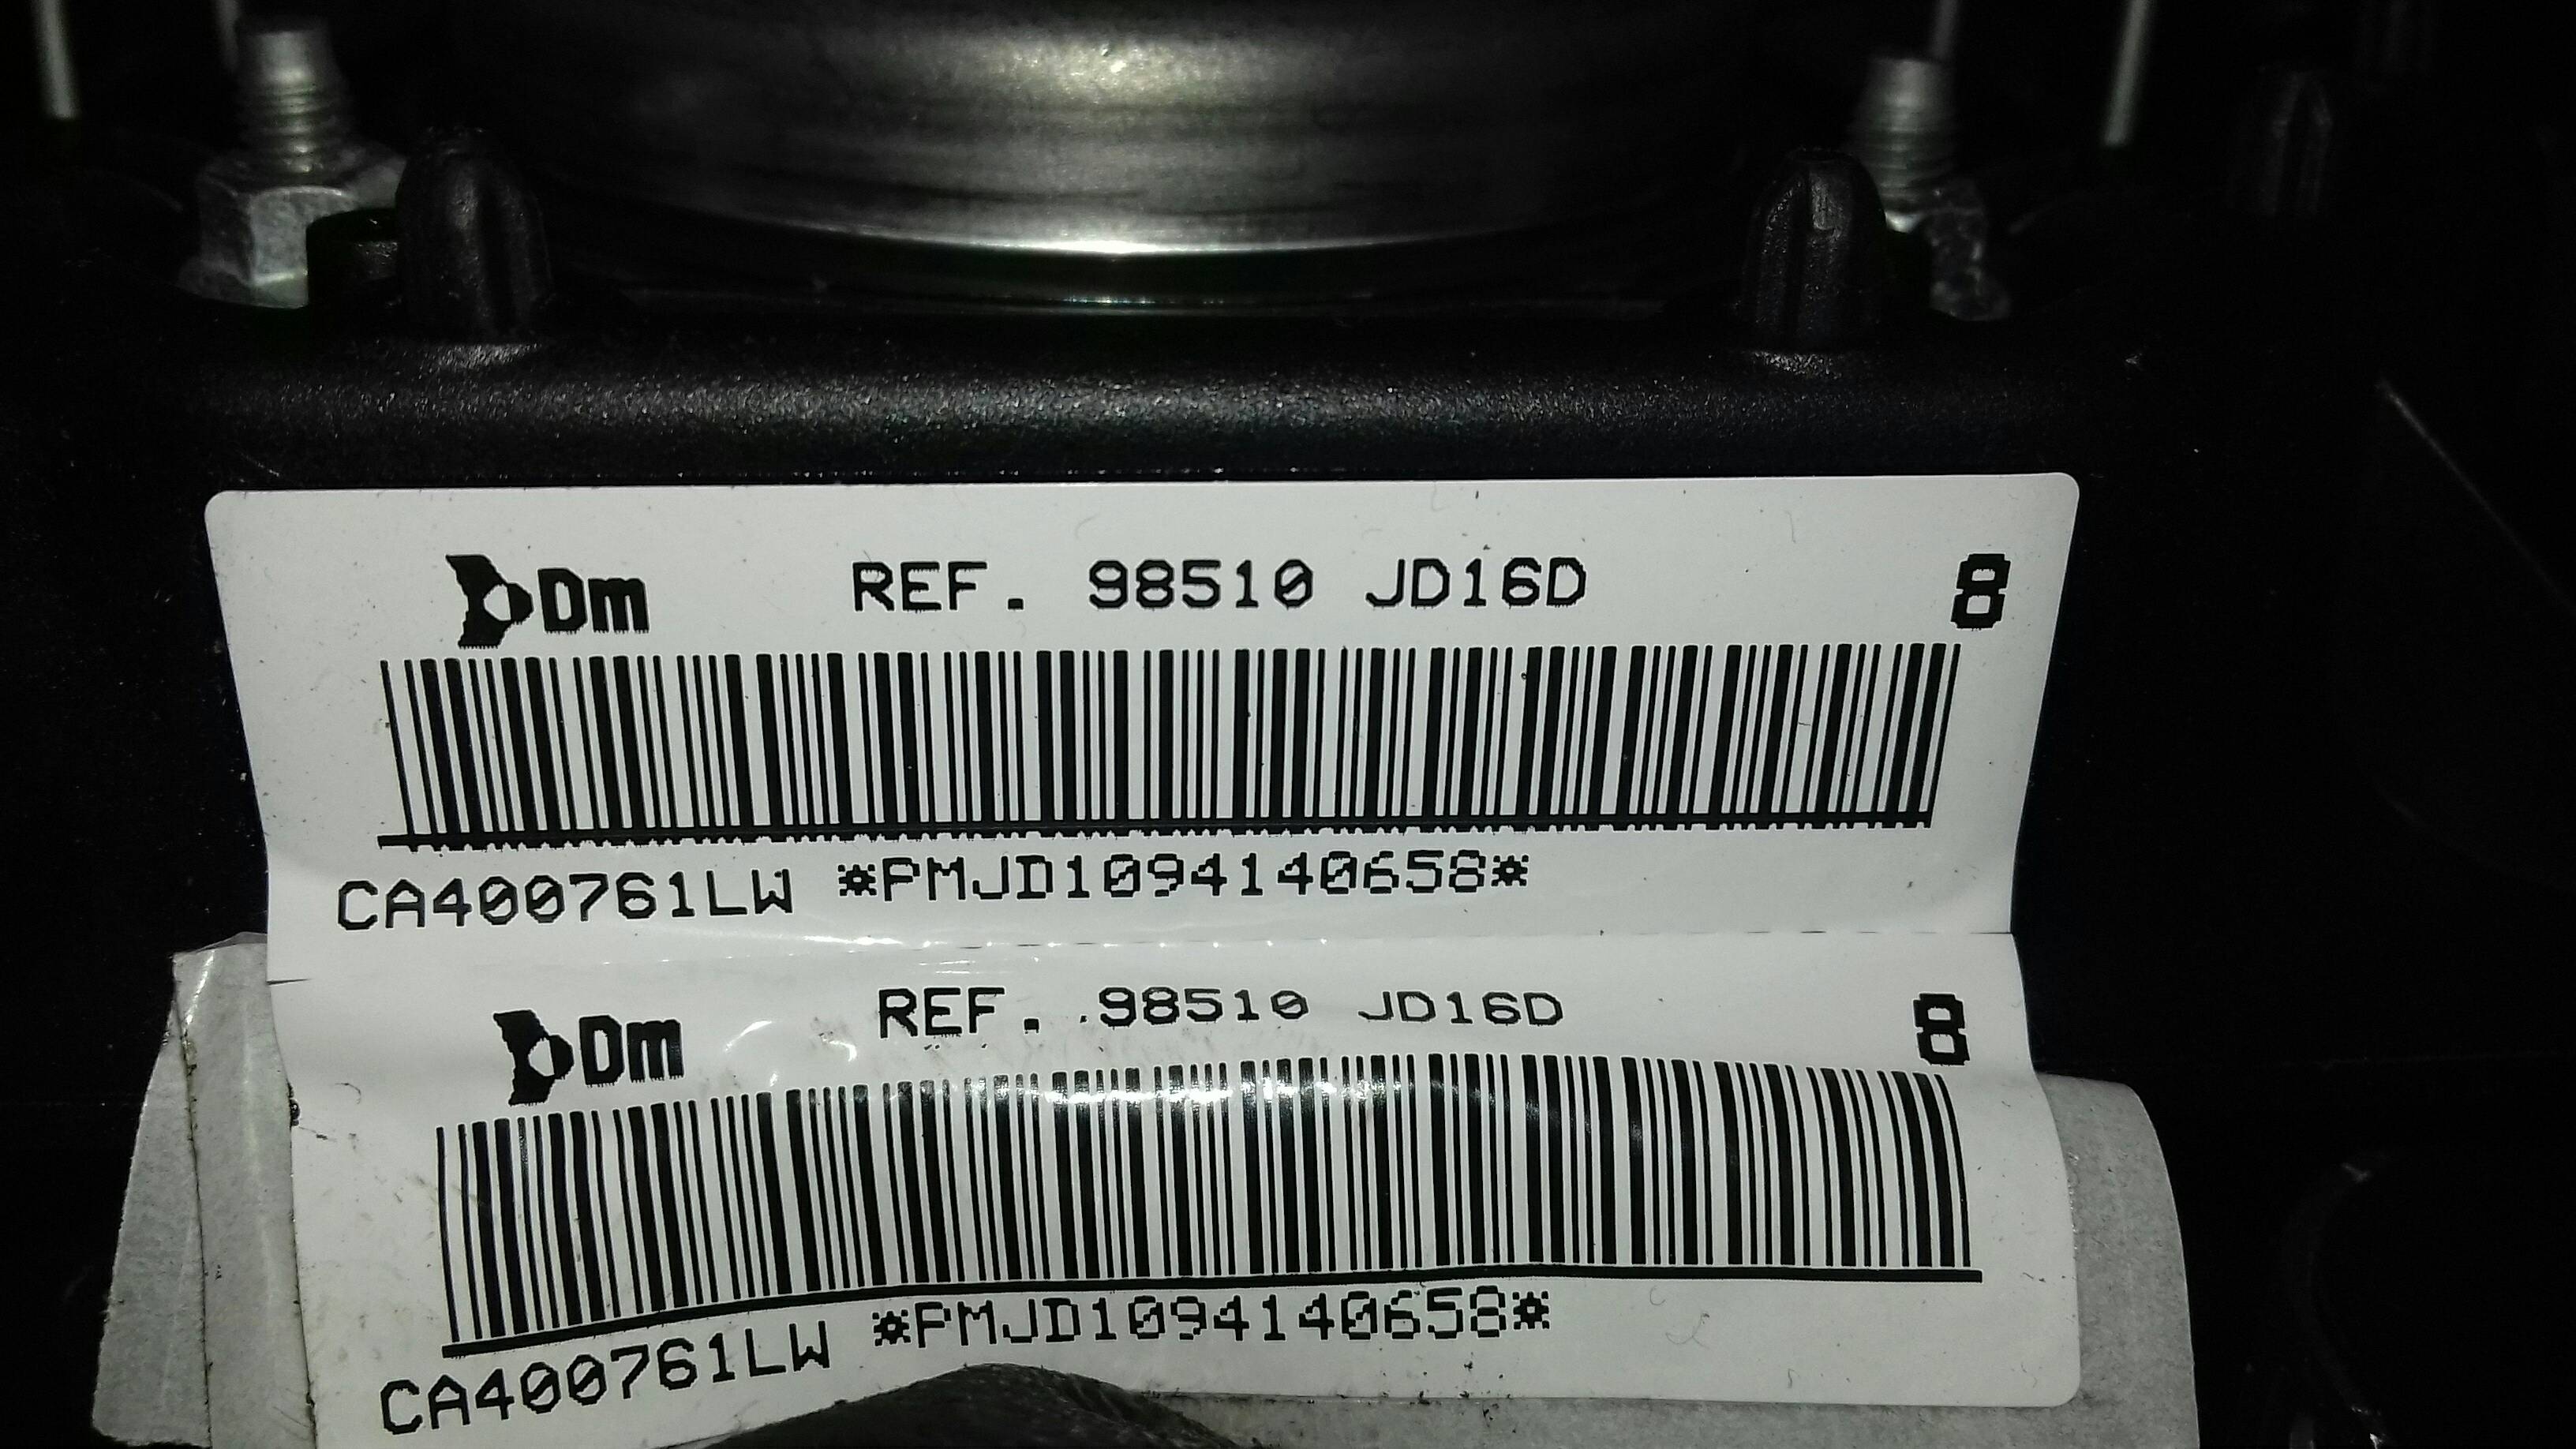 Dm REF. 98510 JD16D 8
CA400761LW *PMJD1094140658*
Dm REF. 98510 JD16D 8
CA400761LW *PMJD1094140658*